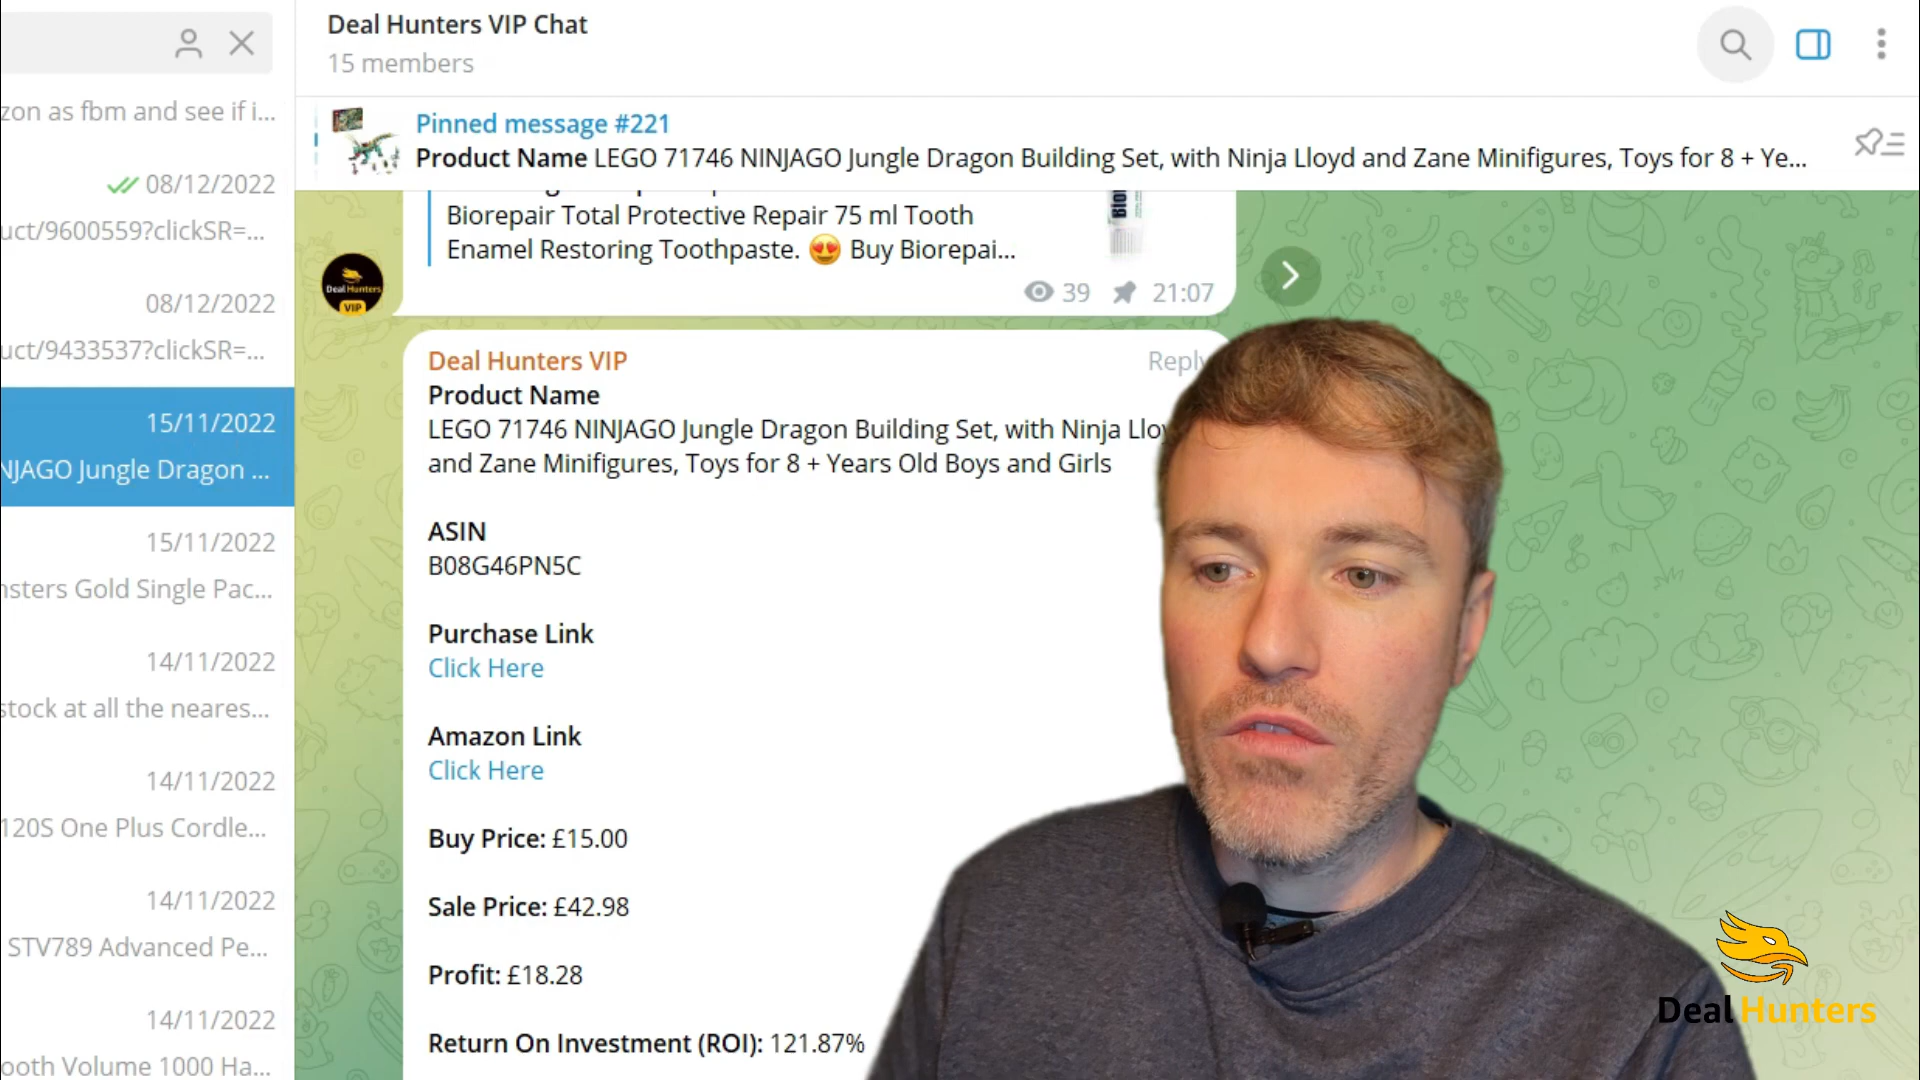 Deal Hunters VIP Chat
15 members
zon as fbm and see if i...
08/12/2022
uct/9600559?clickSR=...
08/12/2022
uct/9433537?clickSR=...
15/11/2022
NJAGO Jungle Dragon ...
15/11/2022
nsters Gold Single Pac...
14/11/2022
stock at all the neares...
14/11/2022
120S One Plus Cordle...
14/11/2022
STV789 Advanced Pe...
14/11/2022
ooth Volume 1000 Ha...
Pinned message #221
Product Name LEGO 71746 NINJAGO Jungle Dragon Building Set, with Ninja Lloyd and Zane Minifigures, Toys for 8 + Ye...
Biorepair Total Protective Repair 75 ml Tooth
Enamel Restoring Toothpaste. 😍 Buy Biorepai...
39 21:07
Deal Hunters
VIP
Deal Hunters VIP
Reply
Product Name
LEGO 71746 NINJAGO Jungle Dragon Building Set, with Ninja Lloy
and Zane Minifigures, Toys for 8 + Years Old Boys and Girls
ASIN
B08G46PN5C
Purchase Link
Click Here
Amazon Link
Click Here
Buy Price: £15.00
Sale Price: £42.98
Profit: £18.28
Return On Investment (ROI): 121.87%
Deal Hunters